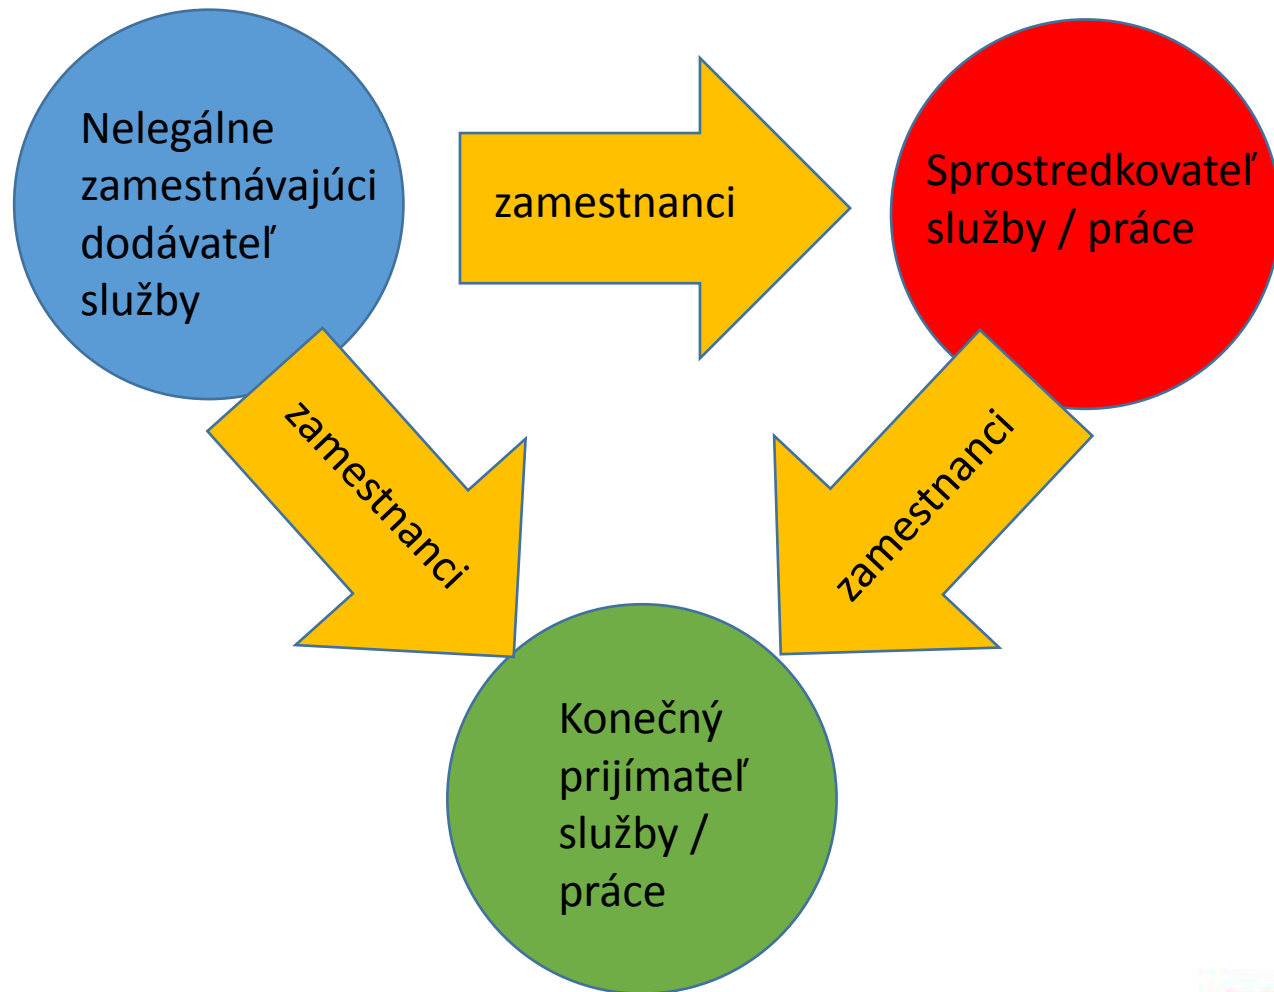 Nelegálne
zamestnávajúci
dodávateľ
služby
zamestnanci
Sprostredkovateľ
služby / práce
zamestnanci
zamestnanci
Konečný
prijímateľ
služby /
práce